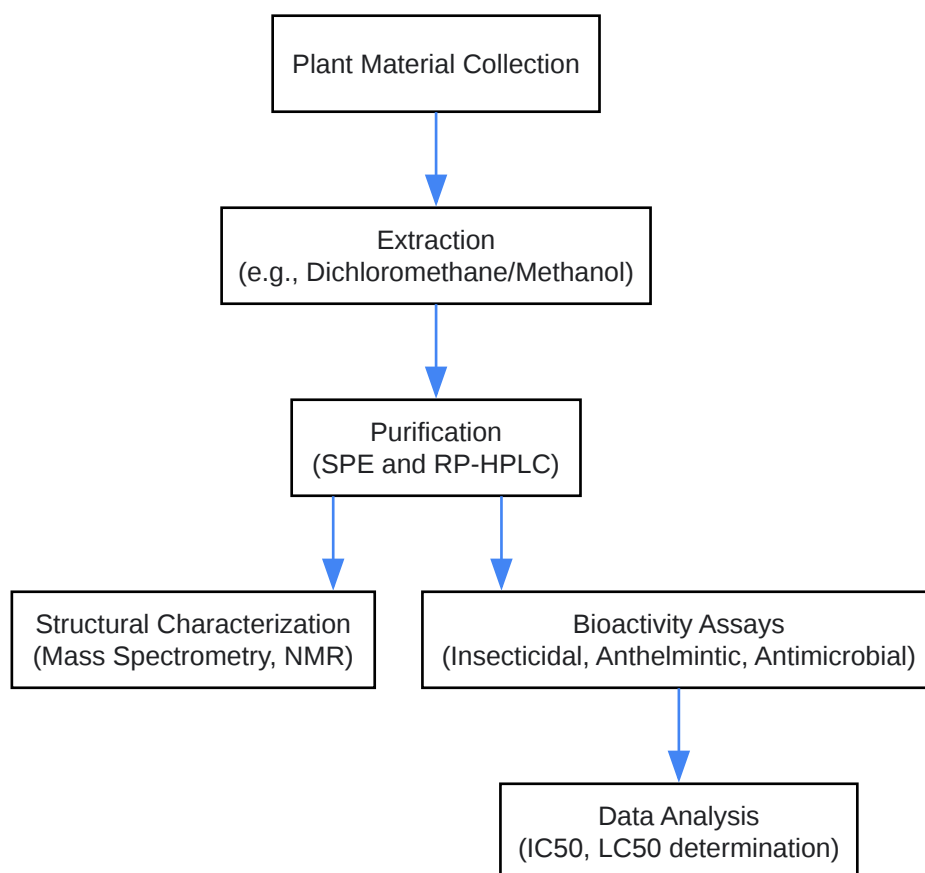 Plant Material Collection
Extraction
(e.g., Dichloromethane/Methanol)
Purification
(SPE and RP-HPLC)
Structural Characterization
(Mass Spectrometry, NMR)
Bioactivity Assays
(Insecticidal, Anthelmintic, Antimicrobial)
Data Analysis
(IC50, LC50 determination)